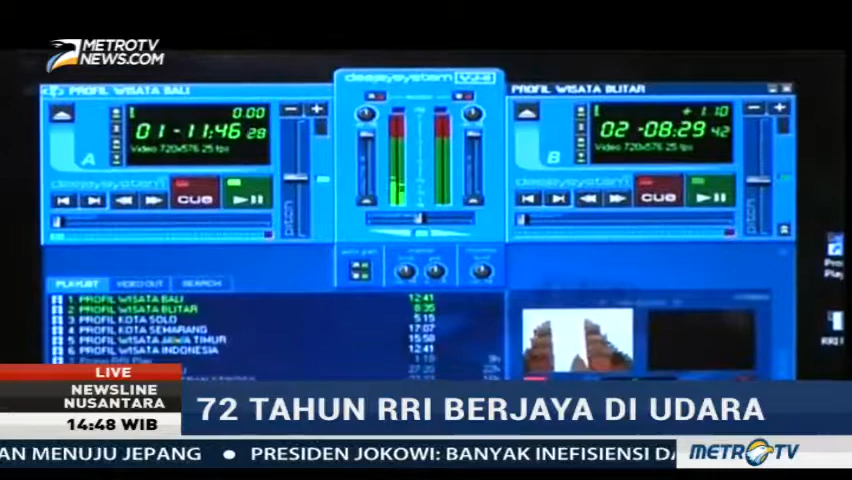 METROTV
NEWS.COM
PROFIL WISATA BALI
deejaysystem
PROFIL WISATA BLITAR
0.00
01 -11:46 28
Video 720x576 25 fps
A
+ 1.10
02 -08:29 42
Video 720x576 25 fps
B
deejaysystem
CUE
pitch
deejaysystem
CUE
pitch
PLAYLIST VIDEO OUT SEARCH
1 PROFIL WISATA BALI 12:41
2 PROFIL WISATA BLITAR 8:35
3 PROFIL KOTA SOLO 5:15
4 PROFIL KOTA SEMARANG 17:07
5 PROFIL WISATA JAWA TIMUR 15:58
6 PROFIL WISATA INDONESIA 12:41
LIVE
NEWSLINE
NUSANTARA
14:48 WIB
72 TAHUN RRI BERJAYA DI UDARA
AN MENUJU JEPANG ● PRESIDEN JOKOWI: BANYAK INEFISIENSI DA
METROTV